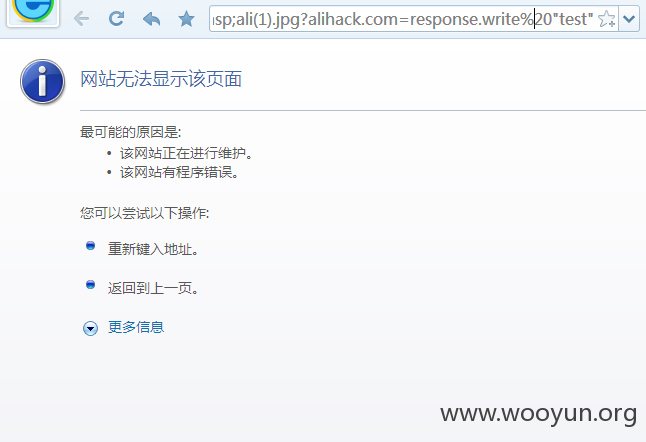 asp;ali(1).jpg?alihack.com=response.write%20"test"
网站无法显示该页面
最可能的原因是:
• 该网站正在进行维护。
• 该网站有程序错误。
您可以尝试以下操作:
重新键入地址。
返回到上一页。
更多信息
www.wooyun.org